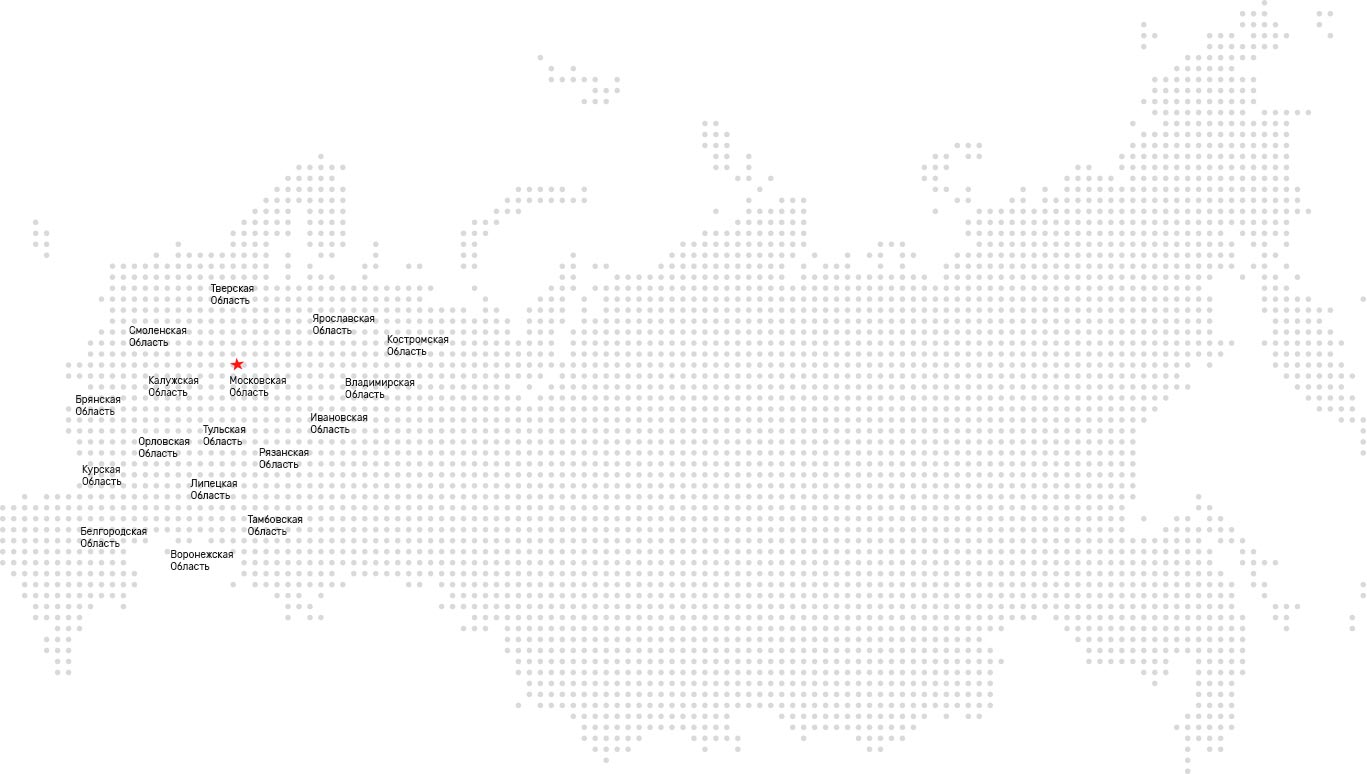 Тверская
Область
Ярославская
Область
Смоленская
Область
Костромская
Область
Калужская
Область
Московская
Область
Владимирская
Область
Брянская
Область
Ивановская
Область
Тульская
Область
Орловская
Область
Рязанская
Область
Курская
Область
Липецкая
Область
Тамбовская
Область
Белгородская
Область
Воронежская
Область